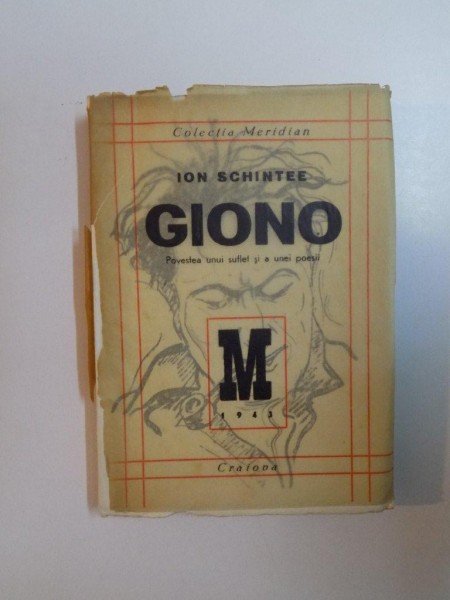 Colecția Meridian
ION SCHINTEE
GIONO
Povestea unui suflet și a unei poesii
M
1943
Craiova